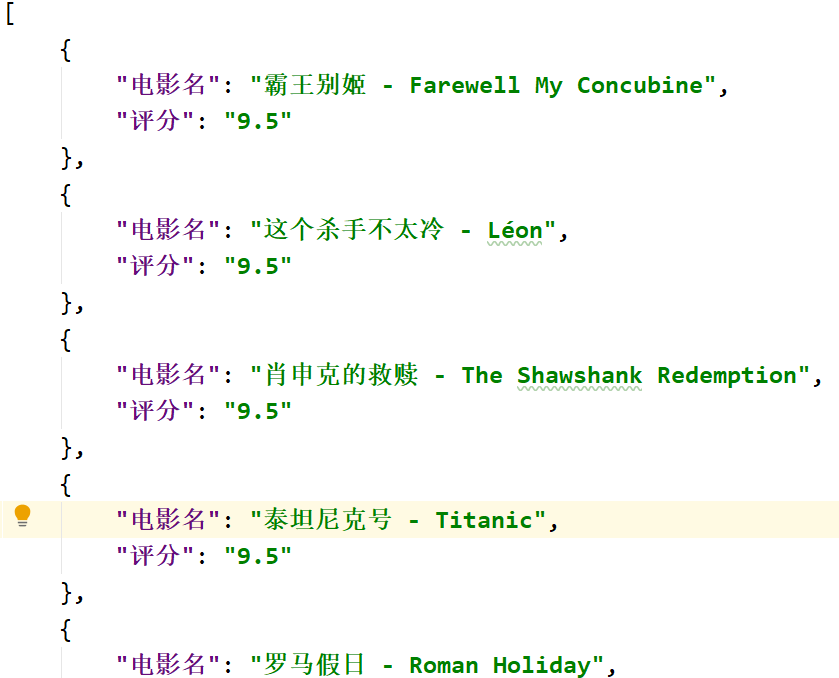 [
{
"电影名": "霸王别姬 - Farewell My Concubine",
"评分": "9.5"
},
{
"电影名": "这个杀手不太冷 - Léon",
"评分": "9.5"
},
{
"电影名": "肖申克的救赎 - The Shawshank Redemption",
"评分": "9.5"
},
{
"电影名": "泰坦尼克号 - Titanic",
"评分": "9.5"
},
{
"电影名": "罗马假日 - Roman Holiday",